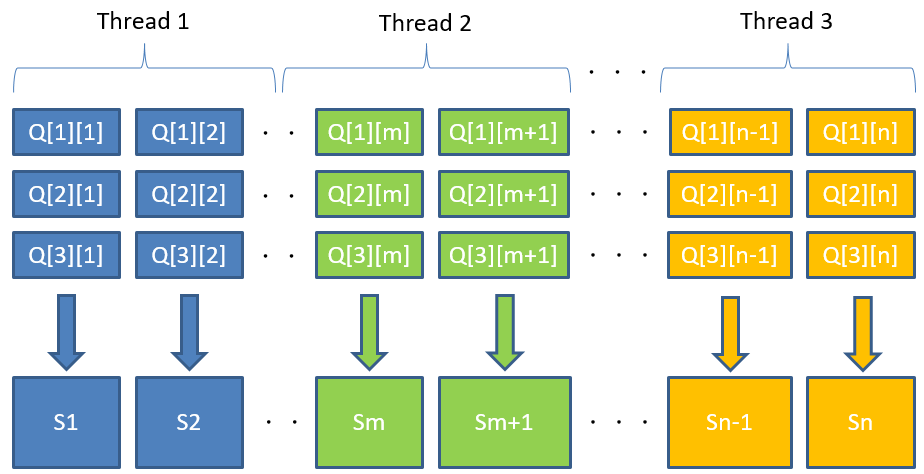 Thread 1 Thread 2 Thread 3
. . .
Q[1][1] Q[1][2] . . Q[1][m] Q[1][m+1] . . . Q[1][n-1] Q[1][n]
Q[2][1] Q[2][2] . . Q[2][m] Q[2][m+1] . . . Q[2][n-1] Q[2][n]
Q[3][1] Q[3][2] . . Q[3][m] Q[3][m+1] . . . Q[3][n-1] Q[3][n]
S1 S2 . . Sm Sm+1 . . . Sn-1 Sn